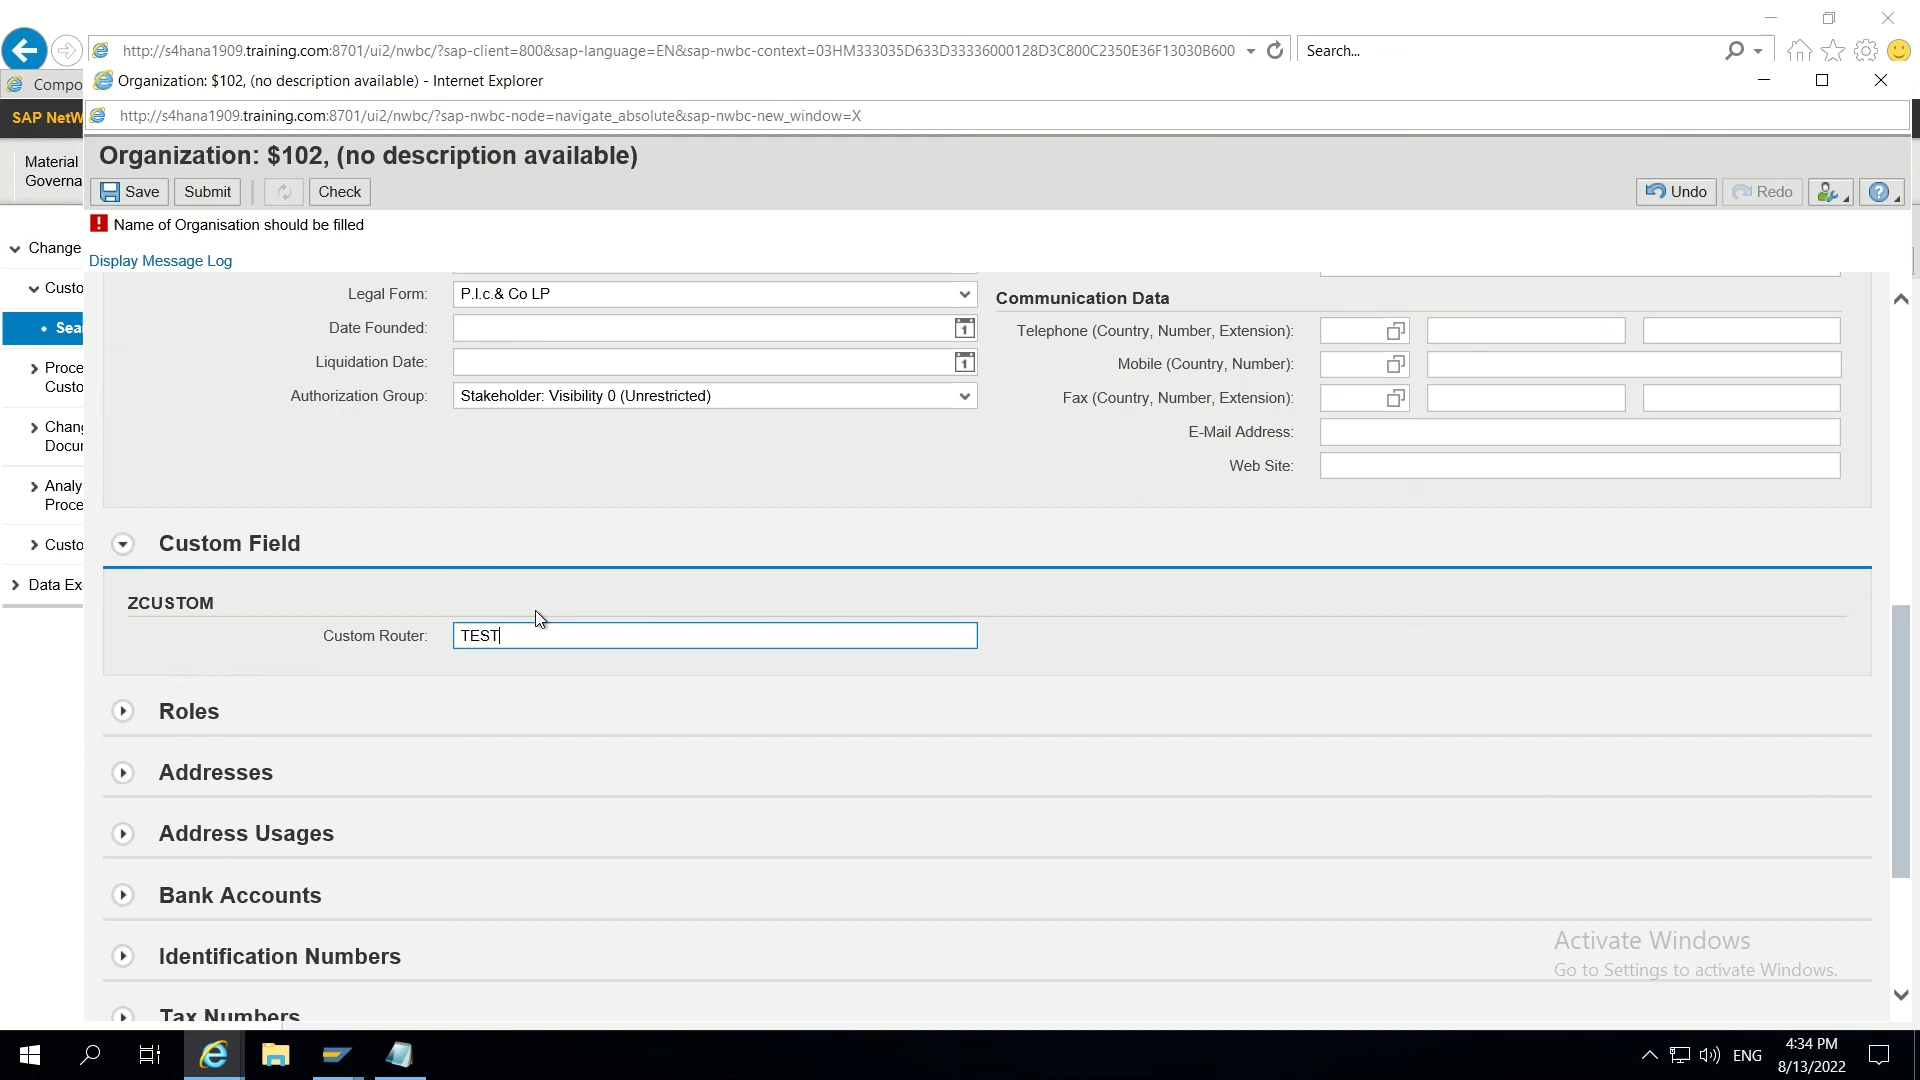 http://s4hana1909.training.com:8701/ui2/nwbc/?sap-client=800&sap-language=EN&sap-nwbc-context=03HM333035D633D33336000128D3C800C2350E36F13030B600
Search...
Compo
Organization: $102, (no description available) - Internet Explorer
SAP NetW
http://s4hana1909.training.com:8701/ui2/nwbc/?sap-nwbc-node=navigate_absolute&sap-nwbc-new_window=X
Material
Governa
Organization: $102, (no description available)
Save Submit Check Undo Redo
Name of Organisation should be filled
Display Message Log
Change
Custo
Sea
Proce
Custo
Chang
Docun
Analy
Proce
Custo
Data Ex
Legal Form: P.l.c.& Co LP
Date Founded:
Liquidation Date:
Authorization Group: Stakeholder: Visibility 0 (Unrestricted)
Communication Data
Telephone (Country, Number, Extension):
Mobile (Country, Number):
Fax (Country, Number, Extension):
E-Mail Address:
Web Site:
Custom Field
ZCUSTOM
Custom Router: TEST
Roles
Addresses
Address Usages
Bank Accounts
Identification Numbers
Tax Numbers
Activate Windows
Go to Settings to activate Windows.
ENG
4:34 PM
8/13/2022